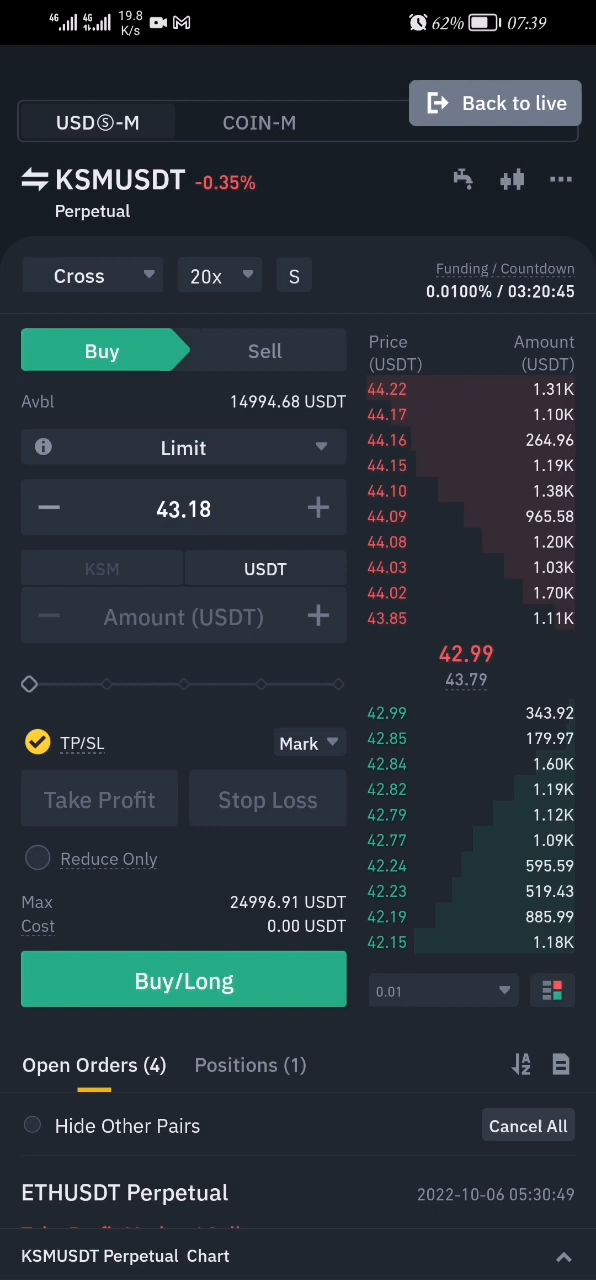 4G 4G 19.8 K/s 62% 07:39
Back to live
USDⓈ-M COIN-M
KSMUSDT -0.35%
Perpetual
Cross 20x S
Funding / Countdown
0.0100% / 03:20:45
Buy Sell
Avbl 14994.68 USDT
Limit
43.18
KSM USDT
Amount (USDT)
TP/SL Mark
Take Profit Stop Loss
Reduce Only
Max 24996.91 USDT
Cost 0.00 USDT
Buy/Long
Price (USDT) Amount (USDT)
44.22 1.31K
44.17 1.10K
44.16 264.96
44.15 1.19K
44.10 1.38K
44.09 965.58
44.08 1.20K
44.03 1.03K
44.02 1.70K
43.85 1.11K
42.99
43.79
42.99 343.92
42.85 179.97
42.84 1.60K
42.82 1.19K
42.79 1.12K
42.77 1.09K
42.24 595.59
42.23 519.43
42.19 885.99
42.15 1.18K
0.01
Open Orders (4) Positions (1)
Hide Other Pairs Cancel All
ETHUSDT Perpetual 2022-10-06 05:30:49
KSMUSDT Perpetual Chart